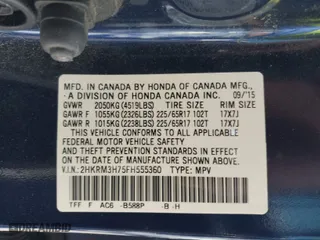 MFD. IN CANADA BY HONDA OF CANADA MFG.,
-A DIVISION OF HONDA CANADA INC. 09/'15
GVWR 2050KG (4519LBS) TIRE SIZE RIM SIZE
GAWR F 1055KG (2326LBS) 225/65R17 102T 17X7J
GAWR R 1015KG (2238LBS) 225/65R17 102T 17X7J
THIS VEHICLE CONFORMS TO ALL APPLICABLE
FEDERAL MOTOR VEHICLE SAFETY BUMPER
AND THEFT PREVENTION STANDARDS IN EFFECT
ON THE DATE OF MANUFACTURE SHOWN ABOVE.
V.I.N.: 2HKRM3H75FH555360 TYPE: MPV
TFF F AC6 -B588P -B -H